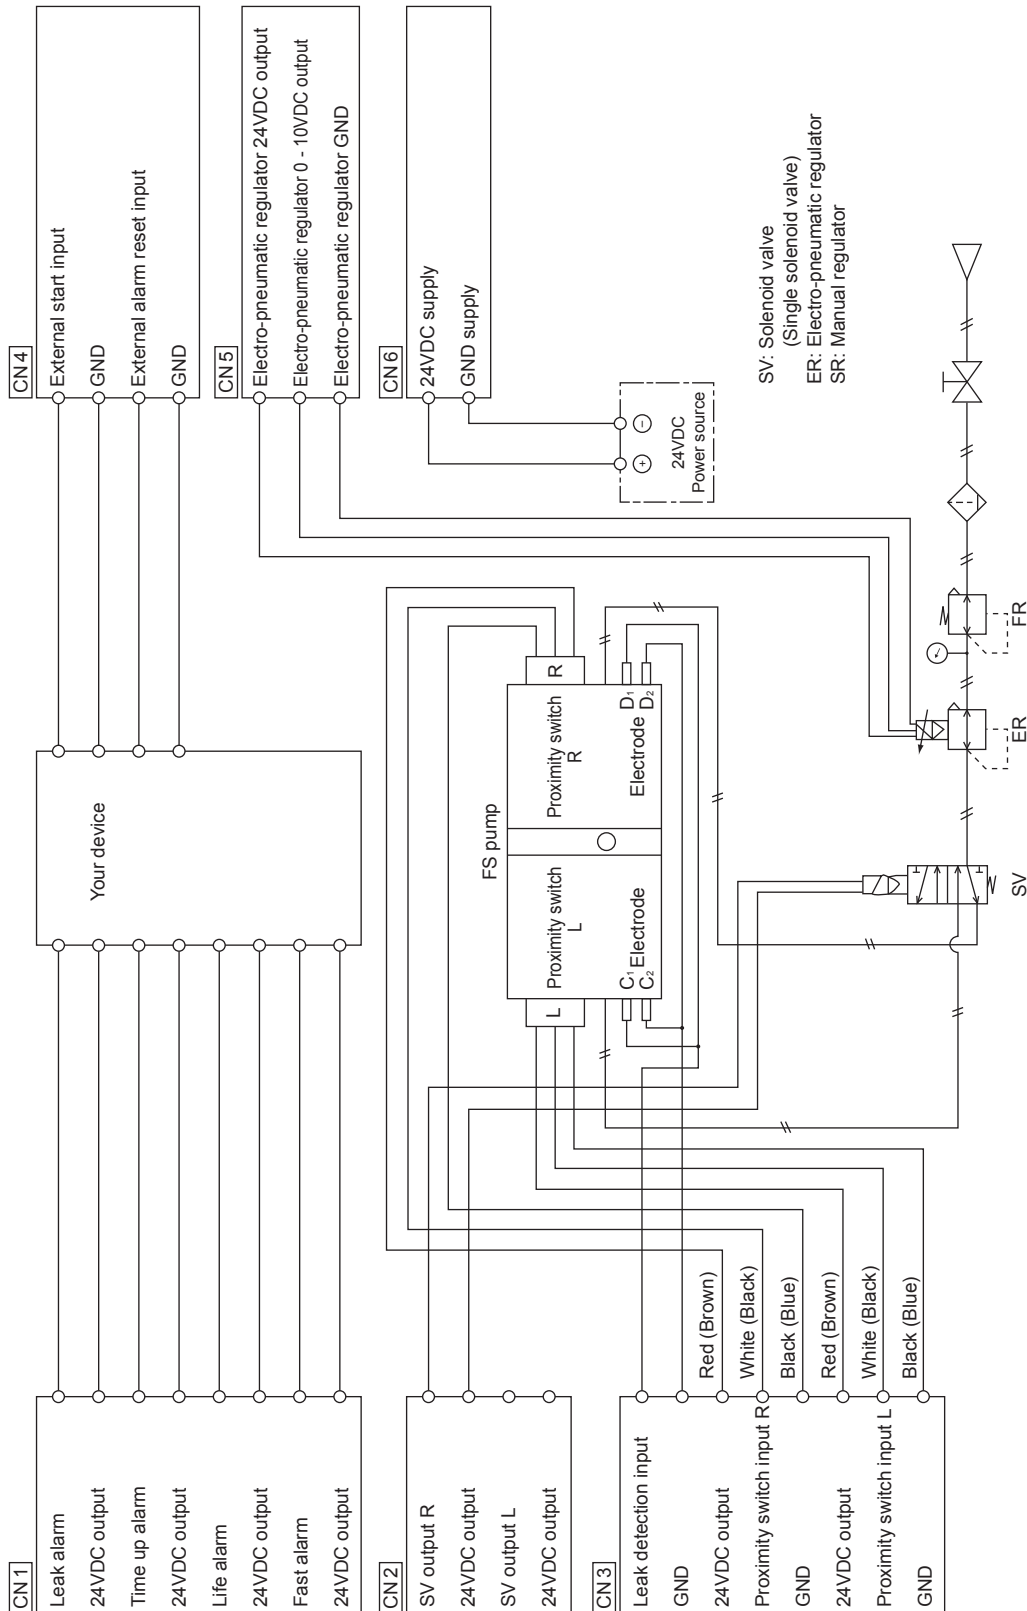 CN1
Leak alarm
24VDC output
Time up alarm
24VDC output
Life alarm
24VDC output
Fast alarm
24VDC output
CN2
SV output R
24VDC output
SV output L
24VDC output
CN3
Leak detection input
GND
24VDC output
Proximity switch input R
GND
24VDC output
Proximity switch input L
GND
Red (Brown)
White (Black)
Black (Blue)
Red (Brown)
White (Black)
Black (Blue)
Your device
FS pump
L
Proximity switch
L
C1 Electrode
C2
Proximity switch
R
R
Electrode D1
D2
CN4
External start input
GND
External alarm reset input
GND
CN5
Electro-pneumatic regulator 24VDC output
Electro-pneumatic regulator 0 - 10VDC output
Electro-pneumatic regulator GND
CN6
24VDC supply
GND supply
+
−
24VDC
Power source
SV: Solenoid valve
(Single solenoid valve)
ER: Electro-pneumatic regulator
SR: Manual regulator
SV
ER
FR